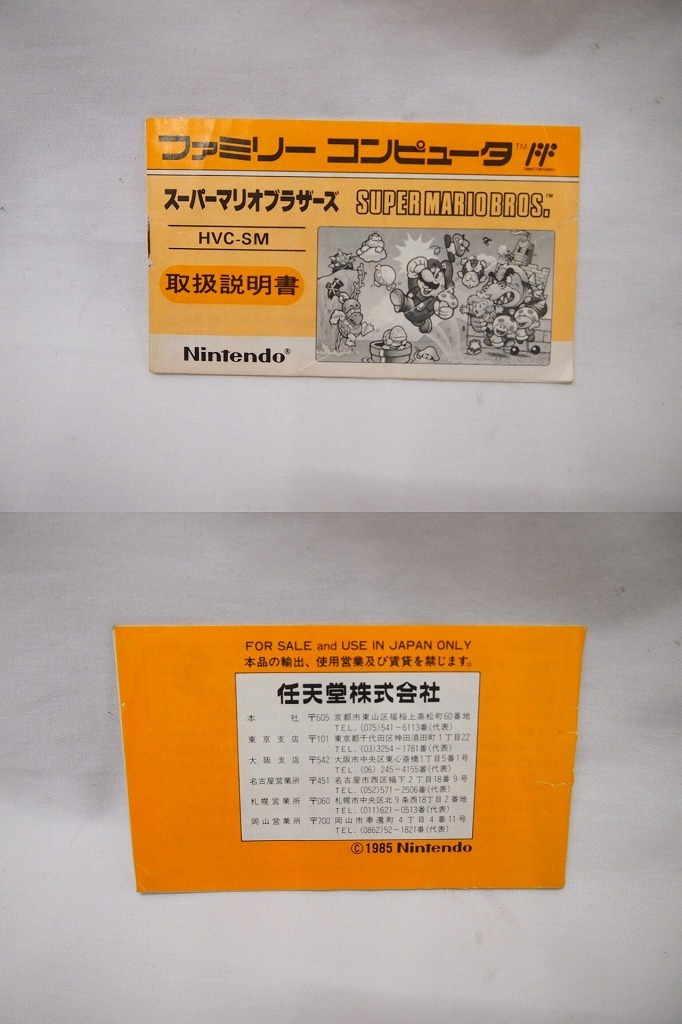 ファミリー コンピュータ™
スーパーマリオブラザーズ SUPER MARIO BROS.™
HVC-SM
取扱説明書
Nintendo®
FOR SALE and USE IN JAPAN ONLY
本品の輸出、使用営業及び賃貸を禁じます。
任天堂株式会社
本 社 〒605 京都市東山区福稲上高松町60番地
TEL. (075)541-6113番(代表)
東京支店 〒101 東京都千代田区神田須田町1丁目22
TEL. (03)3254-1781番(代表)
大阪支店 〒542 大阪市中央区東心斎橋1丁目5番1号
TEL. (06) 245-4155番(代表)
名古屋営業所 〒451 名古屋市西区幅下2丁目18番9号
TEL. (052)571-2506番(代表)
札幌営業所 〒060 札幌市中央区北9条西18丁目2番地
TEL. (011)621-0513番(代表)
岡山営業所 〒700 岡山市奉還町4丁目4番11号
TEL. (0862)52-1821番(代表)
©1985 Nintendo